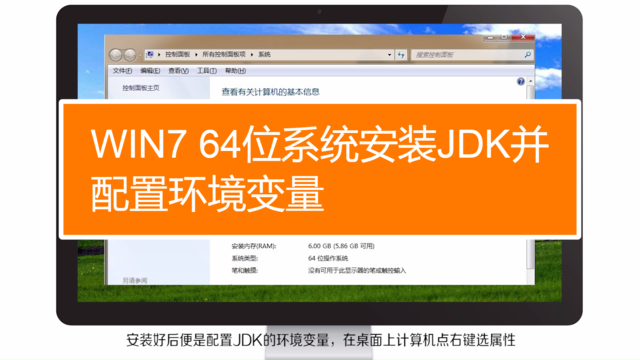 控制面板 ▸ 所有控制面板项 ▸ 系统
搜索控制面板
文件(F) 编辑(E) 查看(V) 工具(T) 帮助(H)
控制面板主页
查看有关计算机的基本信息
WIN7 64位系统安装JDK并
配置环境变量
安装内存(RAM): 6.00 GB (5.86 GB 可用)
系统类型: 64 位操作系统
笔和触摸: 没有可用于此显示器的笔或触控输入
另请参阅
安装好后便是配置JDK的环境变量，在桌面上计算机点右键选属性